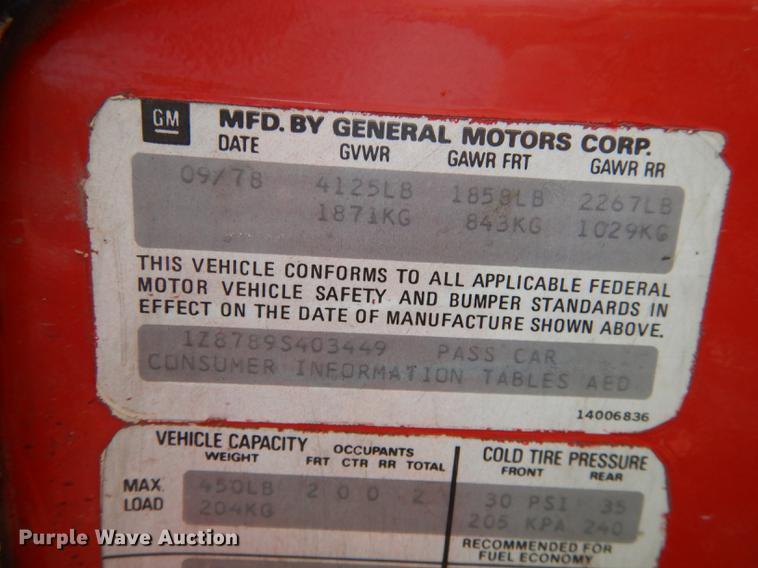 GM MFD. BY GENERAL MOTORS CORP.
DATE GVWR GAWR FRT GAWR RR
09/78 4125LB 1858LB 2267LB
1871KG 843KG 1029KG
THIS VEHICLE CONFORMS TO ALL APPLICABLE FEDERAL
MOTOR VEHICLE SAFETY AND BUMPER STANDARDS IN
EFFECT ON THE DATE OF MANUFACTURE SHOWN ABOVE.
1Z8789S403449 PASS CAR
CONSUMER INFORMATION TABLES AED
14006836
VEHICLE CAPACITY OCCUPANTS COLD TIRE PRESSURE
WEIGHT FRT CTR RR TOTAL FRONT REAR
MAX. LOAD 450LB 2 0 0 2 30 PSI 35
204KG 205 KPA 240
RECOMMENDED FOR
FUEL ECONOMY
Purple Wave Auction